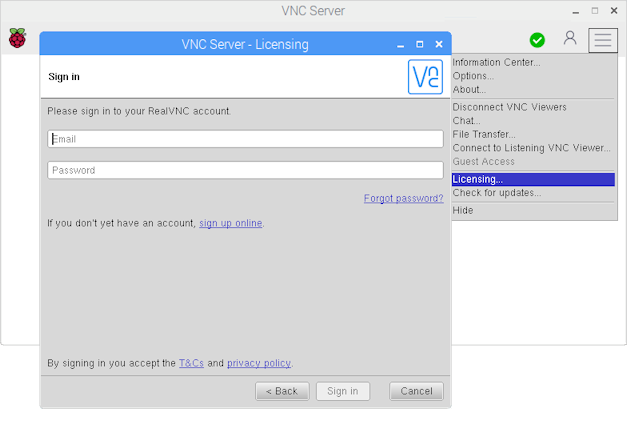 VNC Server
VNC Server - Licensing
Sign in
Please sign in to your RealVNC account.
Email
Password
Forgot password?
If you don't yet have an account, sign up online.
By signing in you accept the T&Cs and privacy policy.
< Back
Sign in
Cancel
Information Center...
Options...
About...
Disconnect VNC Viewers
Chat...
File Transfer...
Connect to Listening VNC Viewer...
Guest Access
Licensing...
Check for updates...
Hide